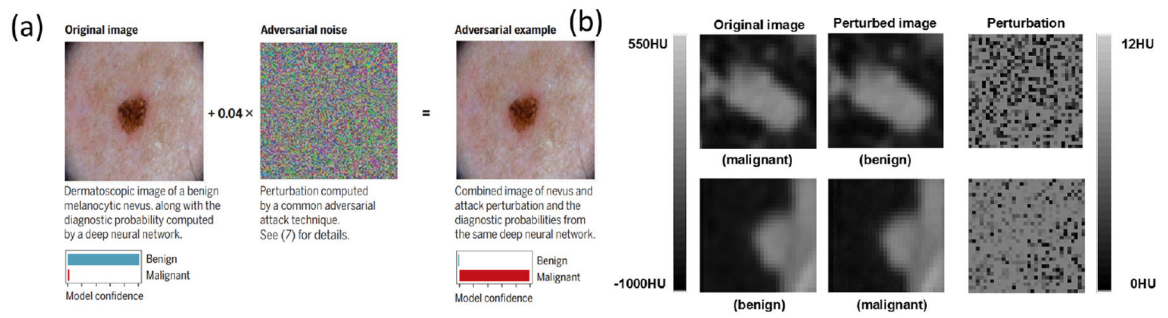 (a)
Original image
Adversarial noise
Adversarial example
+ 0.04 ×
=
Dermatoscopic image of a benign
melanocytic nevus, along with the
diagnostic probability computed
by a deep neural network.
Perturbation computed
by a common adversarial
attack technique.
See (7) for details.
Combined image of nevus and
attack perturbation and the
diagnostic probabilities from
the same deep neural network.
Benign
Malignant
Model confidence
Benign
Malignant
Model confidence
(b)
Original image
Perturbed image
Perturbation
550HU
12HU
(malignant)
(benign)
-1000HU
0HU
(benign)
(malignant)